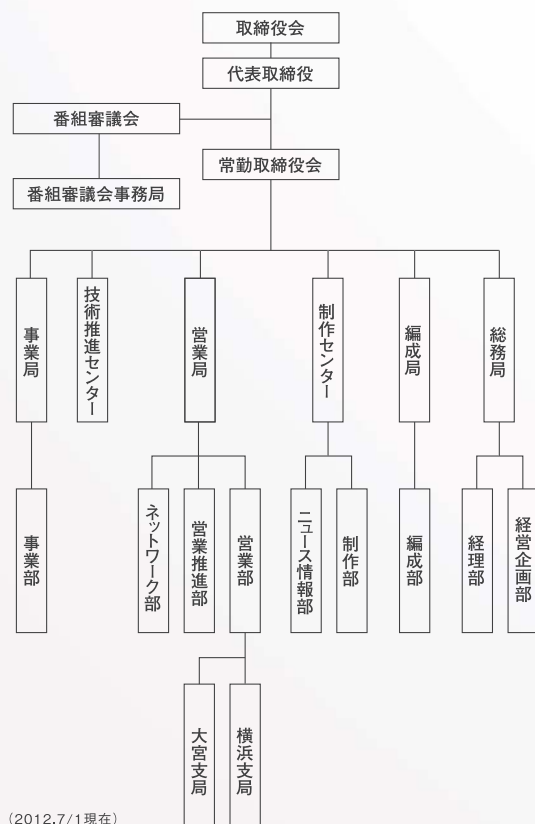 取締役会
代表取締役
番組審議会
常勤取締役会
番組審議会事務局
事業局
技術推進センター
営業局
制作センター
編成局
総務局
事業部
ネットワーク部
営業推進部
営業部
ニュース情報部
制作部
編成部
経理部
経営企画部
大宮支局
横浜支局
(2012.7/1現在)